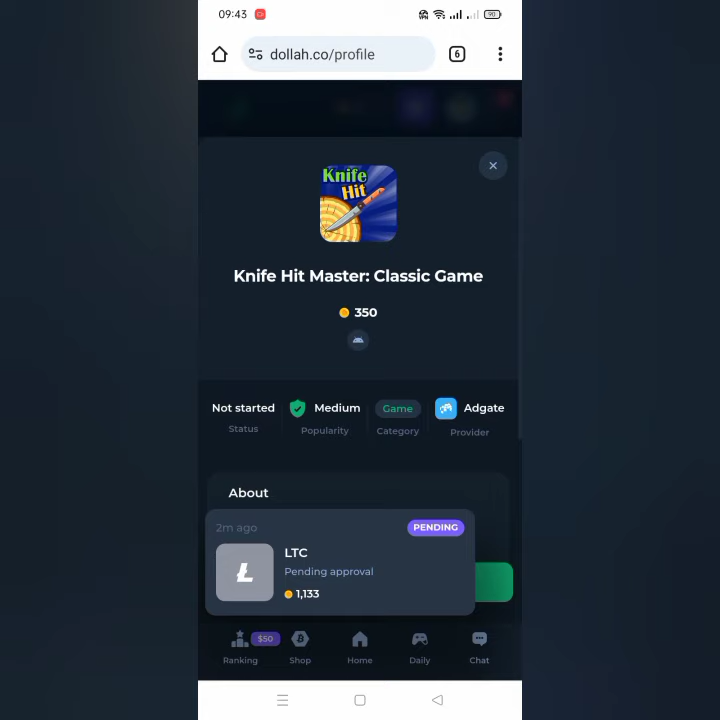 09:43
90
dollah.co/profile
6
Knife
Hit
Knife Hit Master: Classic Game
350
Not started
Status
Medium
Popularity
Game
Category
Adgate
Provider
About
2m ago
PENDING
LTC
Pending approval
1,133
$50
Ranking
Shop
Home
Daily
Chat